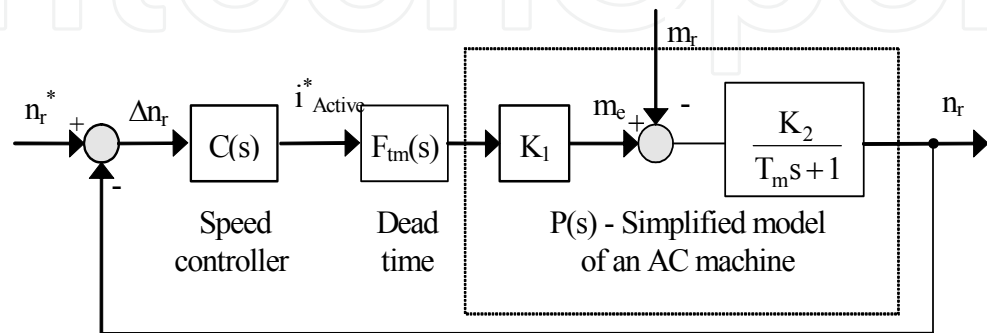 m_r
n_r^*
+
Δn_r
C(s)
i^*_Active
F_tm(s)
K_1
m_e
+
-
K_2
T_m s+1
n_r
-
Speed
controller
Dead
time
P(s) - Simplified model
of an AC machine